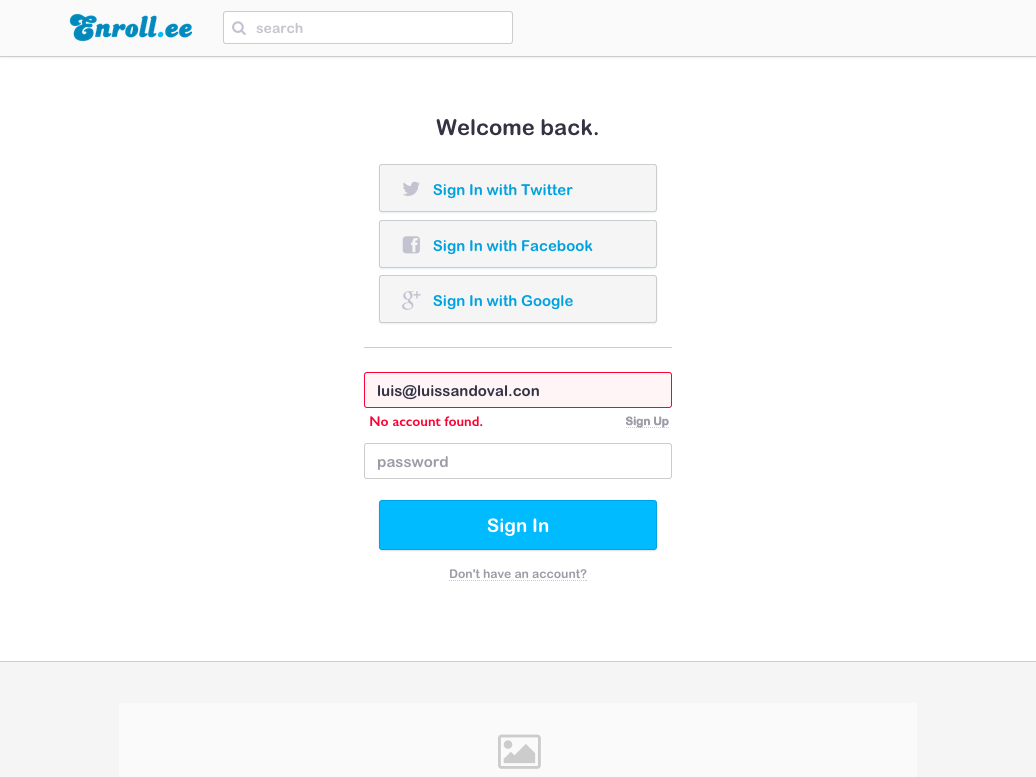 Enroll.ee
search
Welcome back.
Sign In with Twitter
Sign In with Facebook
Sign In with Google
luis@luissandoval.con
No account found. Sign Up
password
Sign In
Don't have an account?